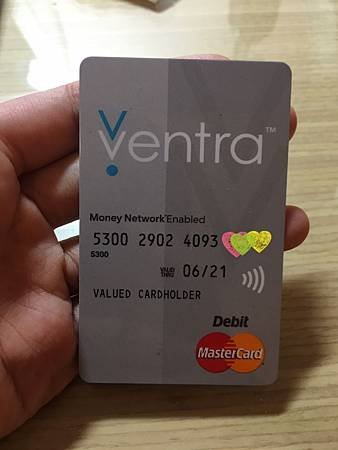 Ventra™
Money Network Enabled
5300 2902 4093
5300
VALID THRU 06/21
VALUED CARDHOLDER
Debit
MasterCard